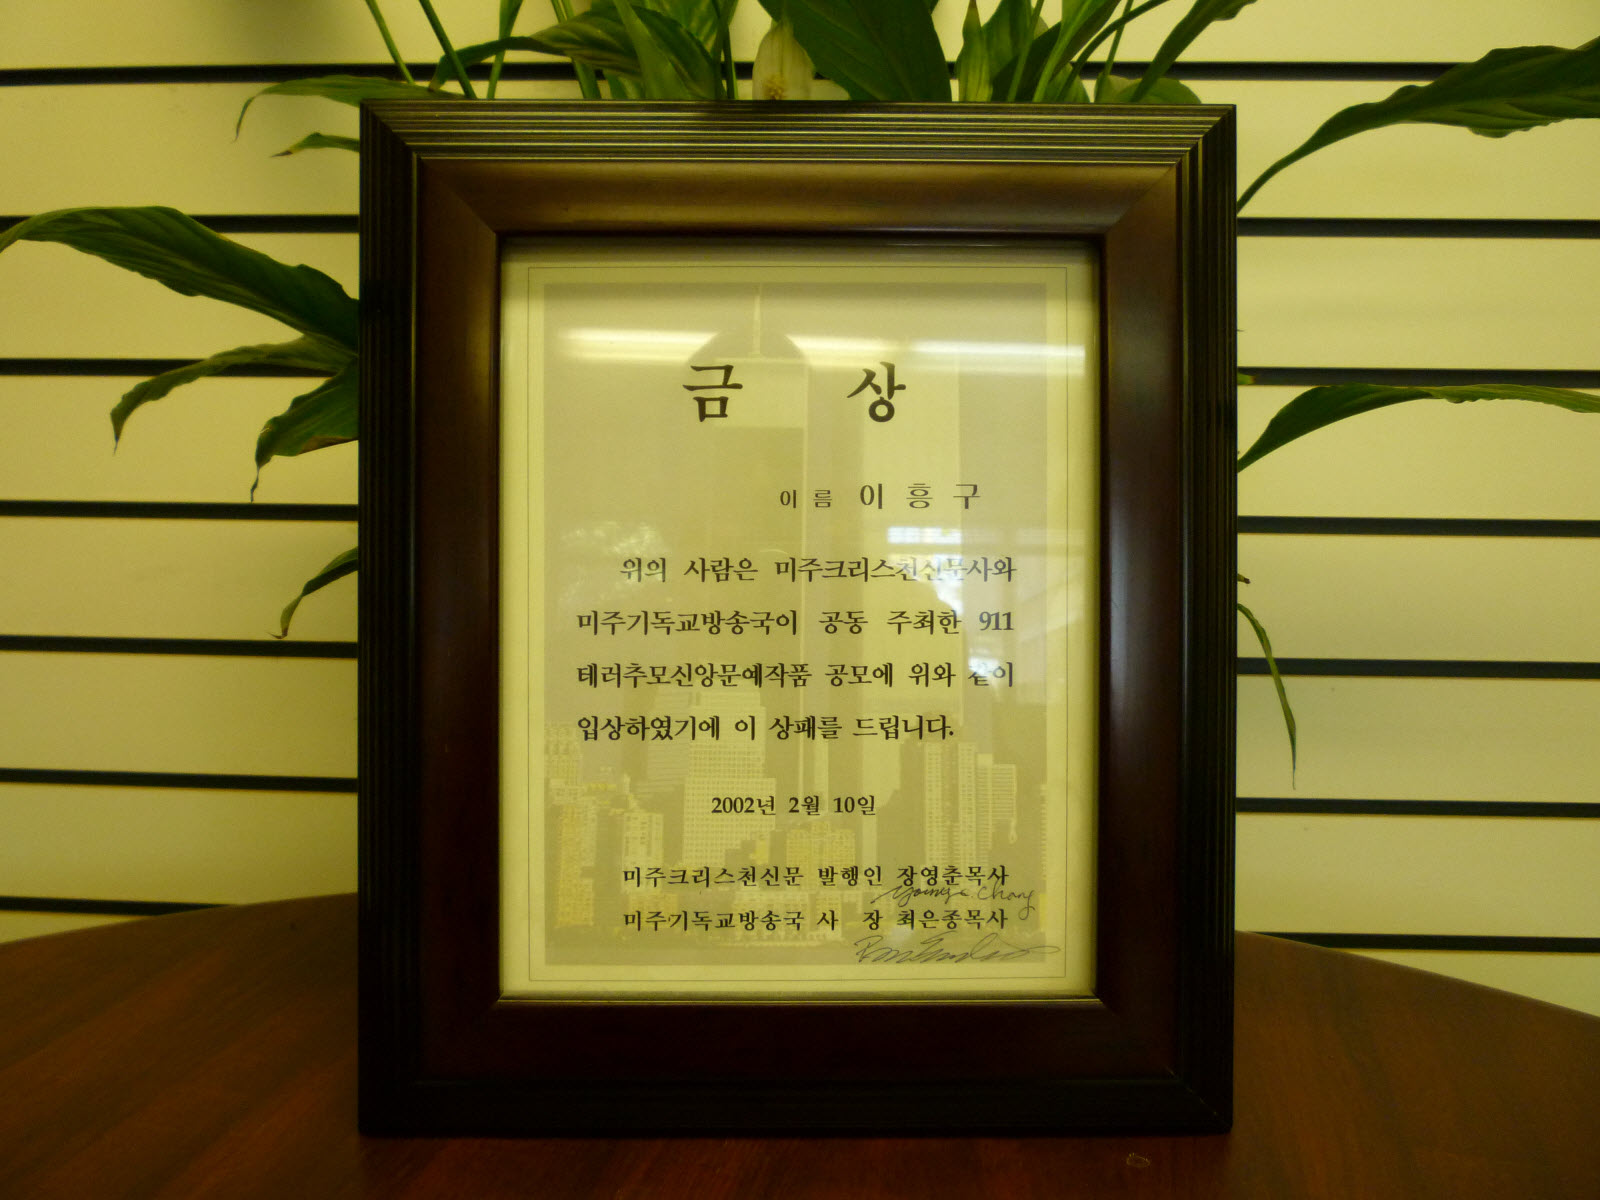 금 상
이 름 이 흥 구
위의 사람은 미주크리스천신문사와
미주기독교방송국이 공동 주최한 911
테러추모신앙문예작품 공모에 위와 같이
입상하였기에 이 상패를 드립니다.
2002년 2월 10일
미주크리스천신문 발행인 장영춘목사
미주기독교방송국 사 장 최은종목사